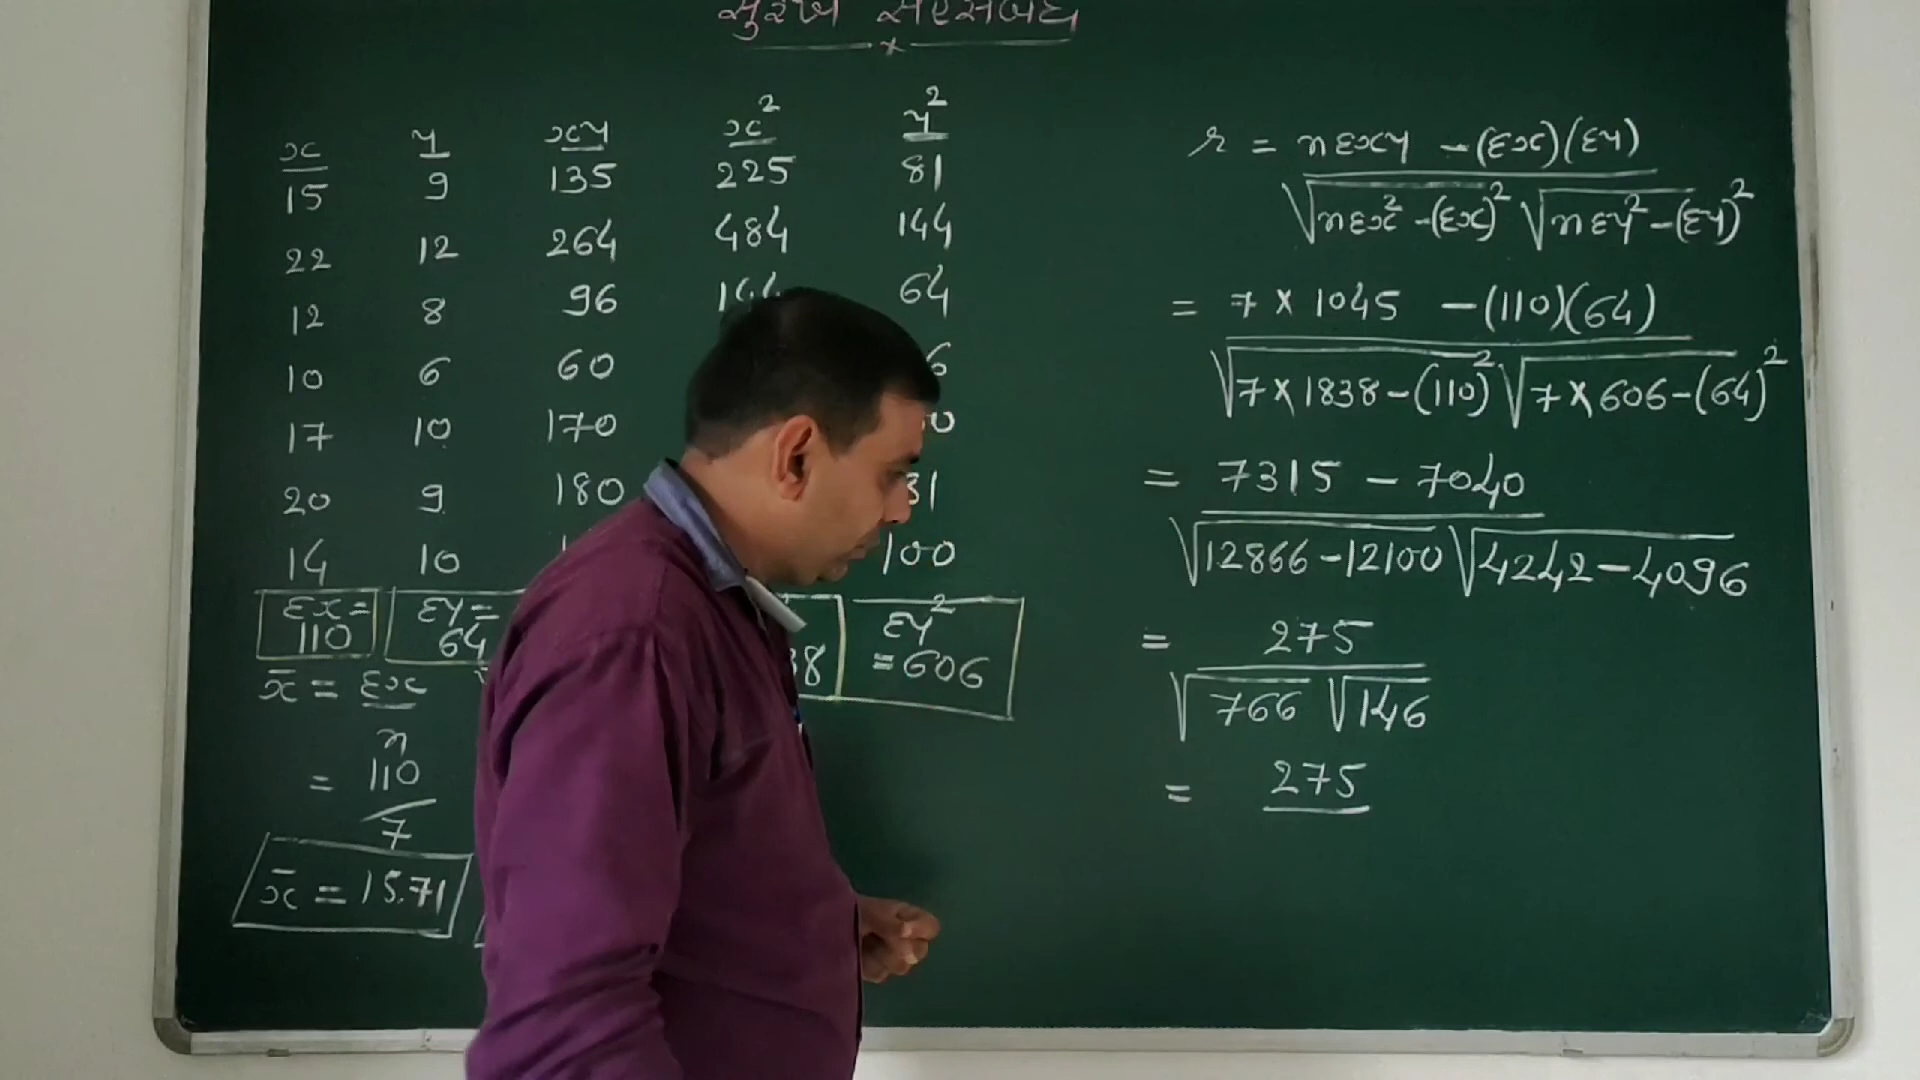 સુરેખ સહસંબંધ
x y xy x² y²
15 9 135 225 81
22 12 264 484 144
12 8 96 64
10 6 60
17 10 170
20 9 180
14 10 100
Σx = 110 Σy = 64 Σy² = 606
x̄ = Σx / n
= 110 / 7
x̄ = 15.71
r = nΣxy - (Σx)(Σy)
√nΣx² - (Σx)² √nΣy² - (Σy)²
= 7 × 1045 - (110)(64)
√7 × 1838 - (110)² √7 × 606 - (64)²
= 7315 - 7040
√12866 - 12100 √4242 - 4096
= 275
√766 √146
= 275